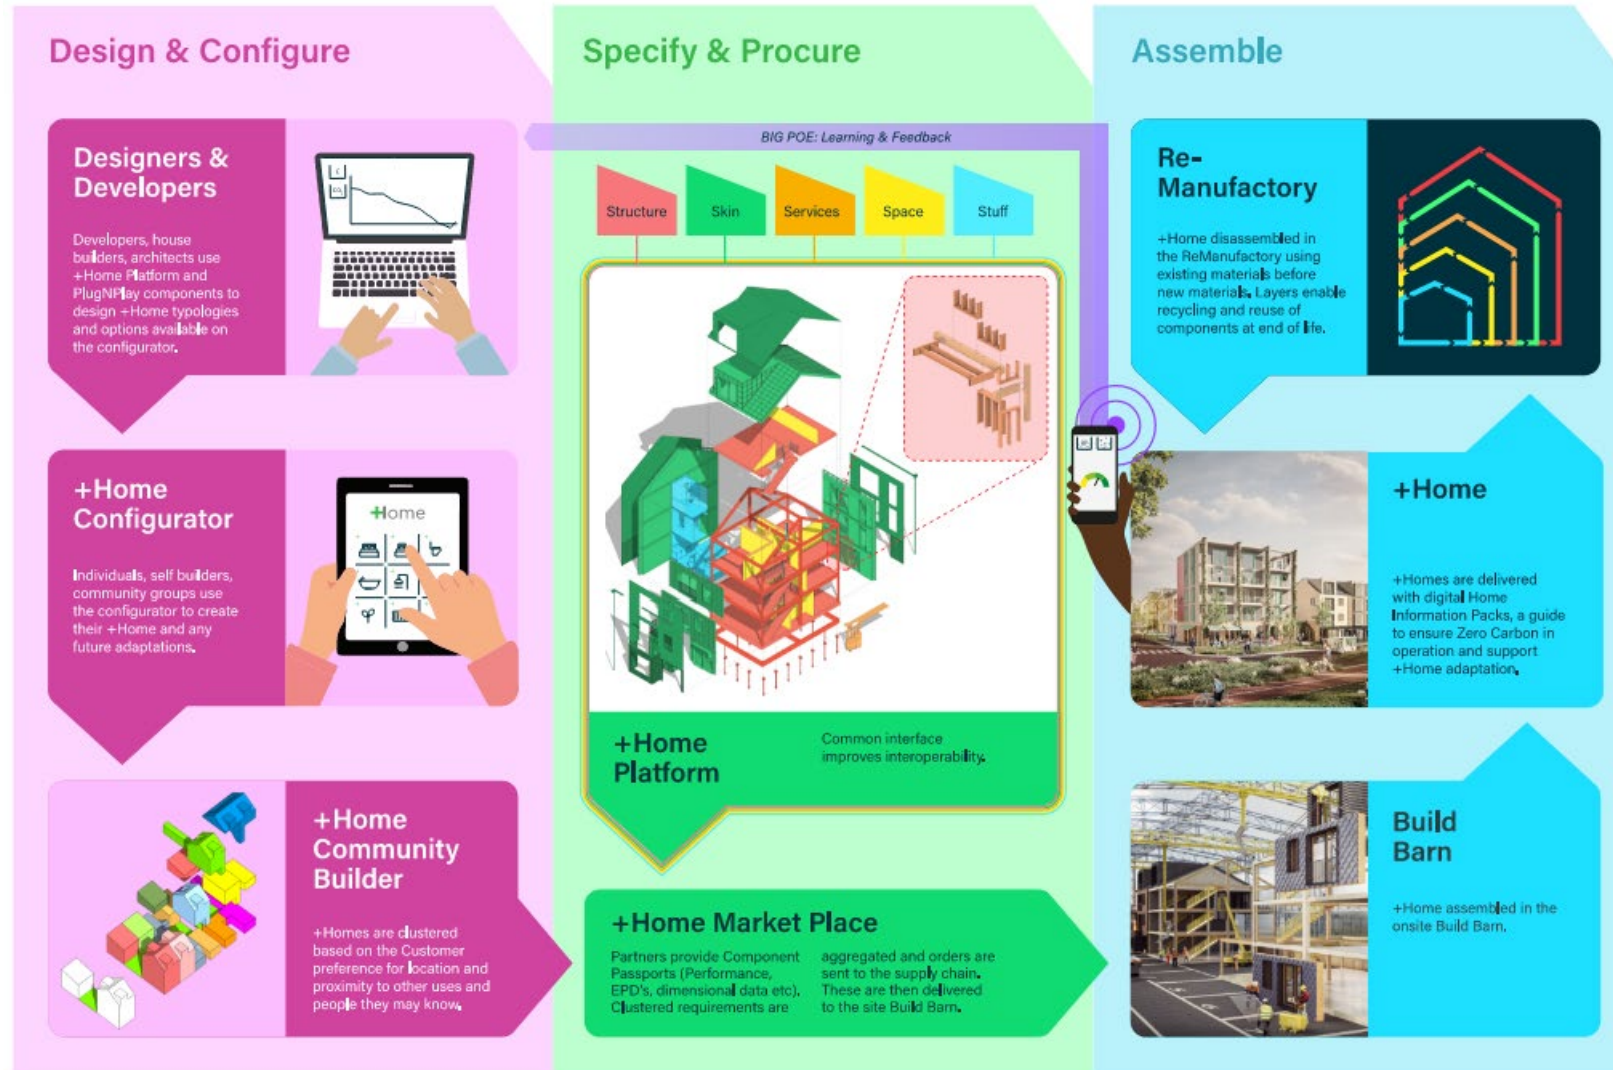 Design & Configure
Designers &
Developers
Developers, house
builders, architects use
+Home Platform and
PlugNPlay components to
design +Home typologies
and options available on
the configurator.
+Home
Configurator
Individuals, self builders,
community groups use
the configurator to create
their +Home and any
future adaptations.
+Home
+Home
Community
Builder
+Homes are clustered
based on the Customer
preference for location and
proximity to other uses and
people they may know.
Specify & Procure
BIG POE: Learning & Feedback
Structure
Skin
Services
Space
Stuff
+Home
Platform
Common interface
improves interoperability.
+Home Market Place
Partners provide Component
Passports (Performance,
EPD's, dimensional data etc).
Clustered requirements are
aggregated and orders are
sent to the supply chain.
These are then delivered
to the site Build Barn.
Assemble
Re-
Manufactory
+Home disassembled in
the ReManufactory using
existing materials before
new materials. Layers enable
recycling and reuse of
components at end of life.
+Home
+Homes are delivered
with digital Home
Information Packs, a guide
to ensure Zero Carbon in
operation and support
+Home adaptation.
Build
Barn
+Home assembled in the
onsite Build Barn.